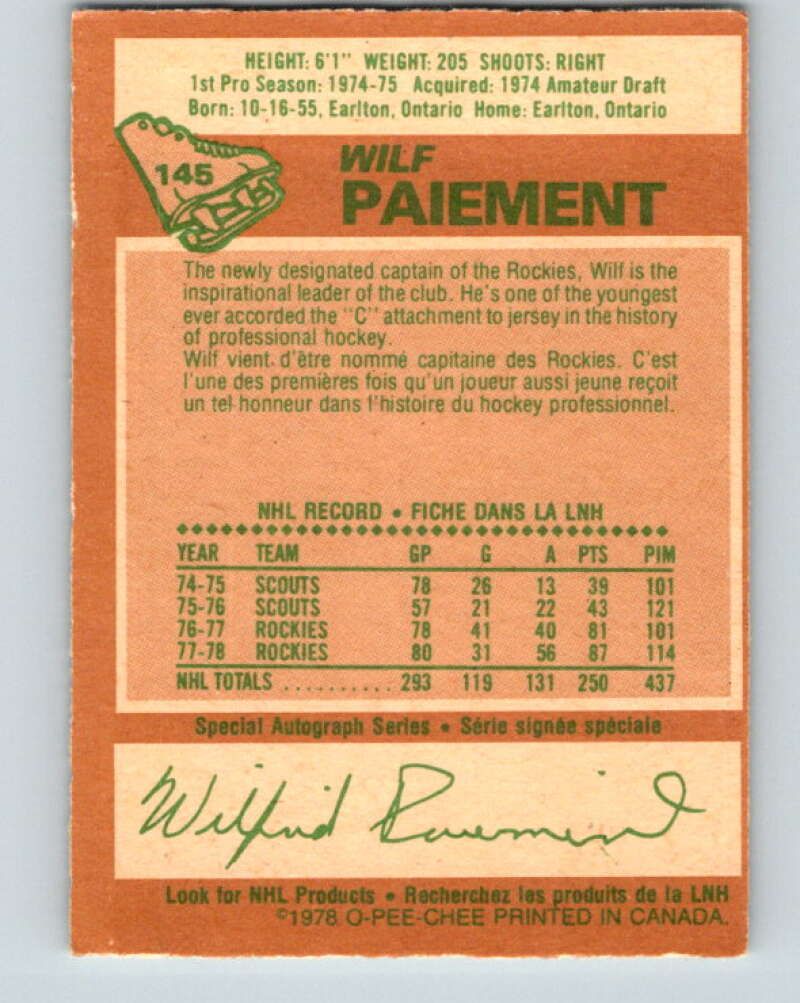 HEIGHT: 6'1" WEIGHT: 205 SHOOTS: RIGHT
1st Pro Season: 1974-75 Acquired: 1974 Amateur Draft
Born: 10-16-55, Earlton, Ontario Home: Earlton, Ontario
145
WILF
PAIEMENT
The newly designated captain of the Rockies, Wilf is the
inspirational leader of the club. He's one of the youngest
ever accorded the "C" attachment to jersey in the history
of professional hockey.
Wilf vient d'être nommé capitaine des Rockies. C'est
l'une des premières fois qu'un joueur aussi jeune reçoit
un tel honneur dans l'histoire du hockey professionnel.
NHL RECORD • FICHE DANS LA LNH
YEAR TEAM GP G A PTS PIM
74-75 SCOUTS 78 26 13 39 101
75-76 SCOUTS 57 21 22 43 121
76-77 ROCKIES 78 41 40 81 101
77-78 ROCKIES 80 31 56 87 114
NHL TOTALS .......... 293 119 131 250 437
Special Autograph Series • Série signée spéciale
Wilfrid Paiement
Look for NHL Products • Recherchez les produits de la LNH
©1978 O-PEE-CHEE PRINTED IN CANADA.